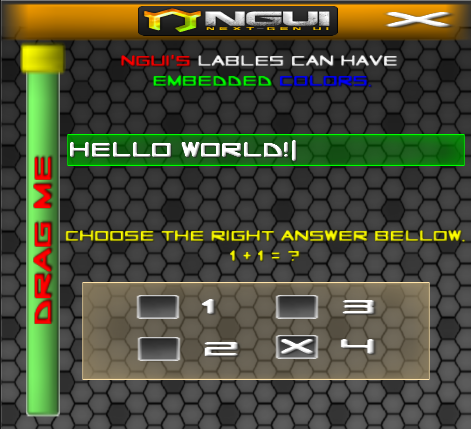 NGUI
NEXT-GEN UI
NGUI'S LABLES CAN HAVE
EMBEDDED COLORS.
HELLO WORLD!|
DRAG ME
CHOOSE THE RIGHT ANSWER BELLOW.
1 + 1 = ?
1 3
2 X 4